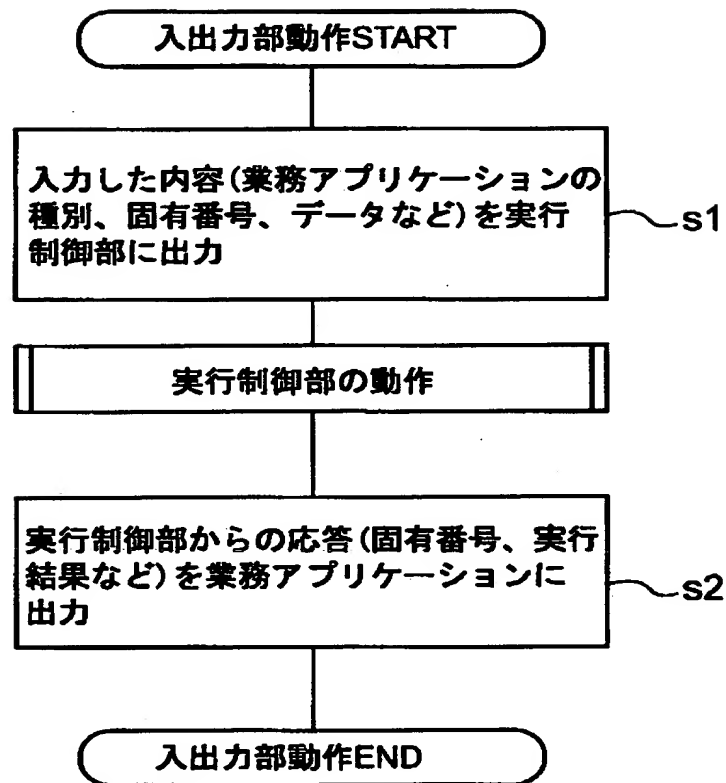 入出力部動作START
入力した内容(業務アプリケーションの
種別、固有番号、データなど)を実行
制御部に出力
s1
実行制御部の動作
実行制御部からの応答(固有番号、実行
結果など)を業務アプリケーションに
出力
s2
入出力部動作END